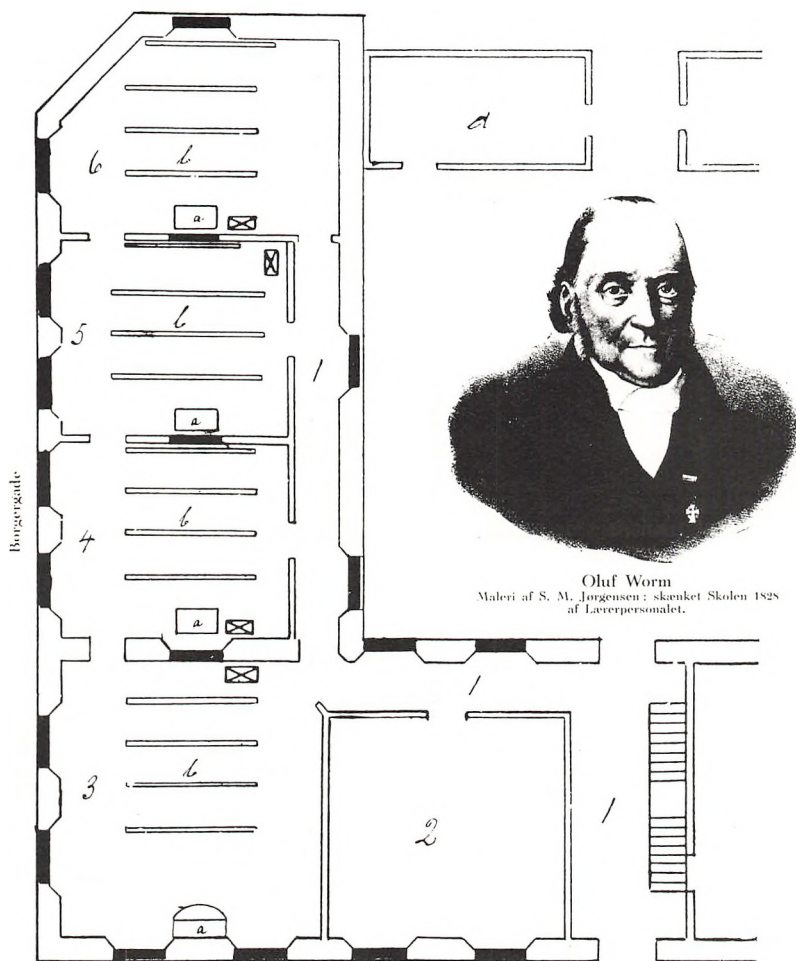 d
6
b
a
5
b
1
a
Borgergade
4
b
a
Oluf Worm
Maleri af S. M. Jørgensen; skænket Skolen 1828
af Lærerpersonalet.
1
3
b
2
1
a